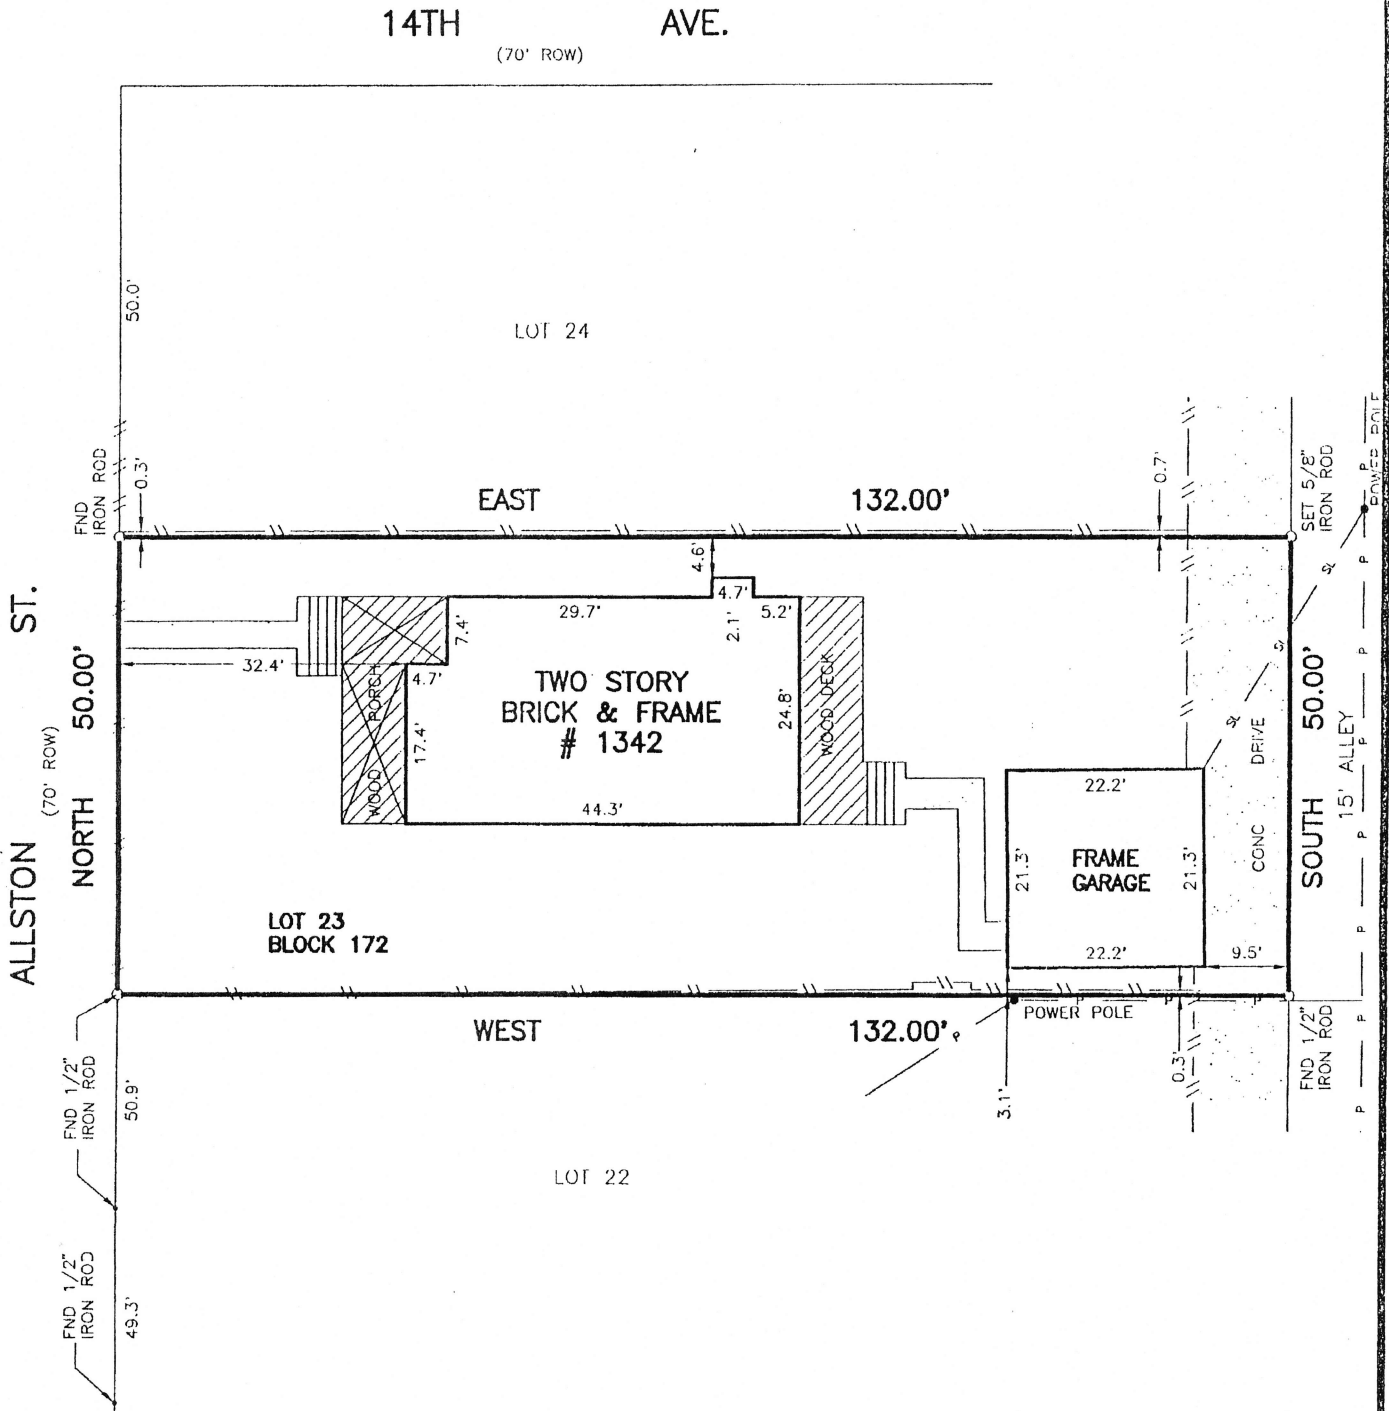 14TH AVE.
(70' ROW)
50.0'
LOT 24
FND
IRON ROD
0.3'
EAST 132.00'
0.7'
SET 5/8"
IRON ROD
P
POWER POLE
ALLSTON ST.
(70' ROW)
NORTH 50.00'
32.4'
WOOD PORCH
4.7'
7.4'
17.4'
29.7'
4.6'
4.7'
2.1'
5.2'
TWO STORY
BRICK & FRAME
# 1342
24.8'
44.3'
WOOD DECK
22.2'
21.3'
FRAME
GARAGE
21.3'
22.2'
9.5'
CONC DRIVE
SOUTH 50.00'
15' ALLEY
P
P
P
P
P
P
P
LOT 23
BLOCK 172
WEST 132.00'
P
POWER POLE
3.1'
0.3'
FND 1/2"
IRON ROD
FND 1/2"
IRON ROD
50.9'
LOT 22
FND 1/2"
IRON ROD
49.3'